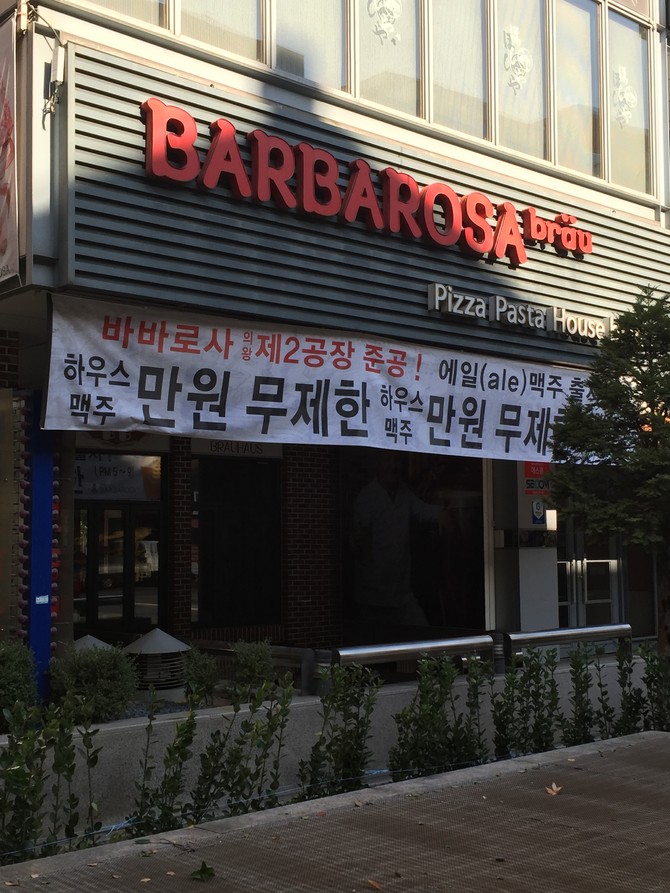 BARBAROSA bräu
Pizza Pasta House
바바로사 의왕 제2공장 준공!
에일(ale)맥주
하우스 맥주 만원 무제한 하우스 맥주 만원 무제
BRÄUHAUS
SECOM